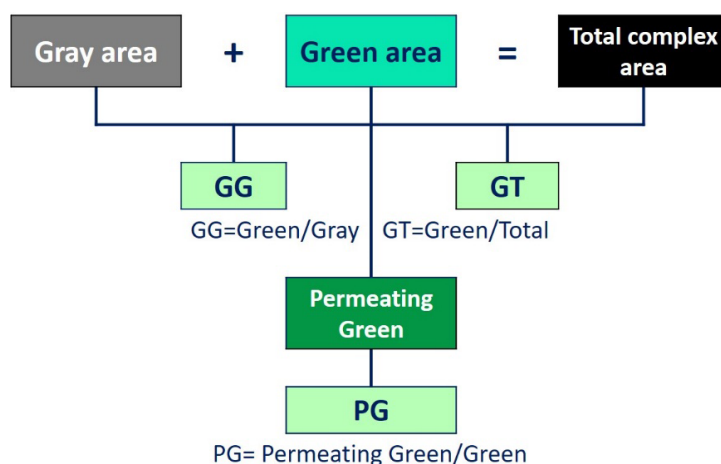 Gray area
+
Green area
=
Total complex
area
GG
GT
GG=Green/Gray
GT=Green/Total
Permeating
Green
PG
PG= Permeating Green/Green